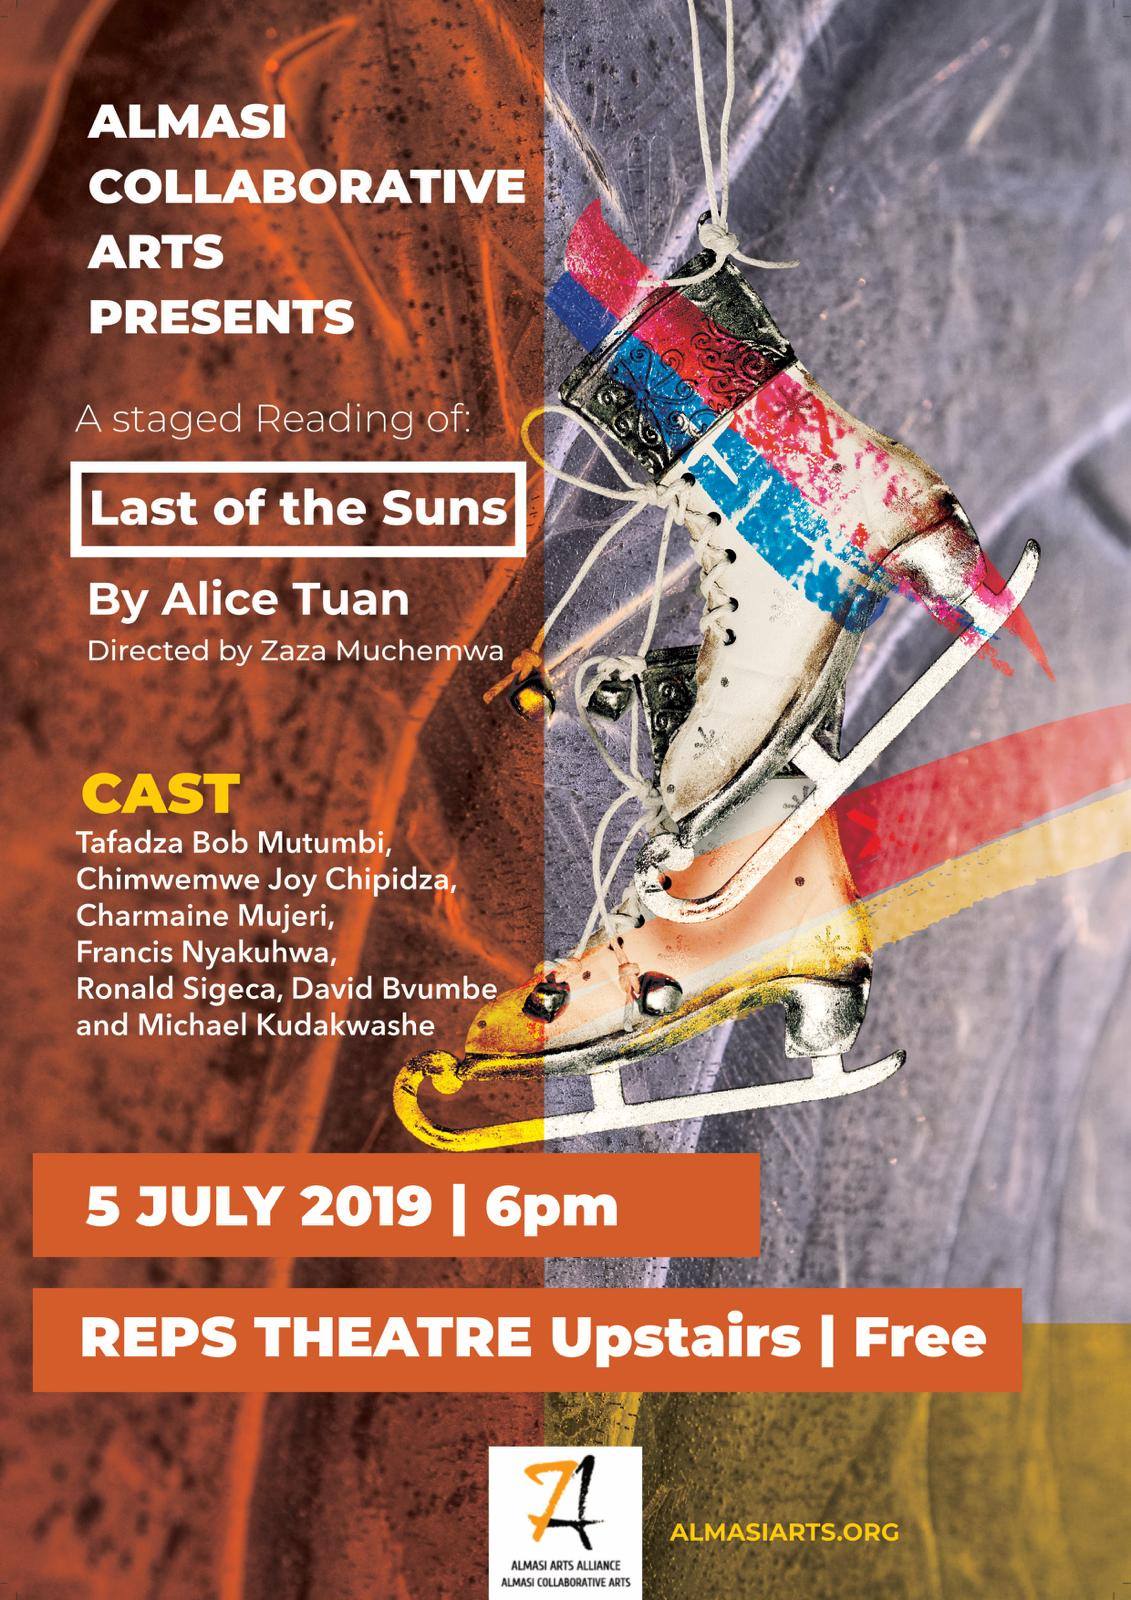 ALMASI
COLLABORATIVE
ARTS
PRESENTS
A staged Reading of:
Last of the Suns
By Alice Tuan
Directed by Zaza Muchemwa
CAST
Tafadza Bob Mutumbi,
Chimwemwe Joy Chipidza,
Charmaine Mujeri,
Francis Nyakuhwa,
Ronald Sigeca, David Bvumbe
and Michael Kudakwashe
5 JULY 2019 | 6pm
REPS THEATRE Upstairs | Free
ALMASI ARTS ALLIANCE
ALMASI COLLABORATIVE ARTS
ALMASIARTS.ORG